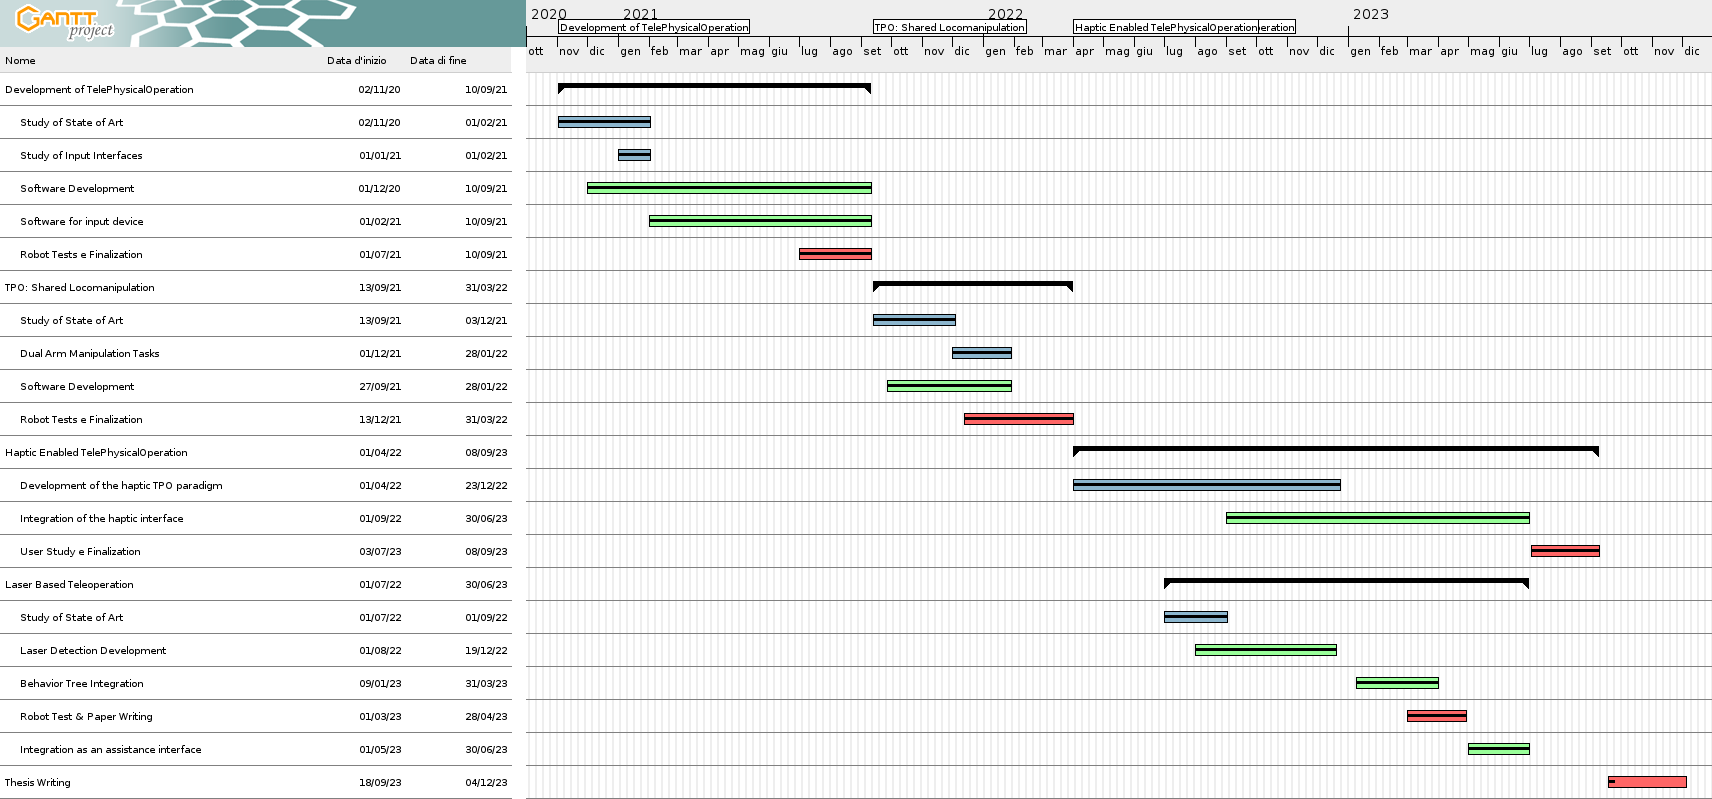 GANTT project
2020 2021 2022 2023
Development of TelePhysicalOperation TPO: Shared Locomanipulation Haptic Enabled TelePhysicalOperation eration
ott nov dic gen feb mar apr mag giu lug ago set ott nov dic gen feb mar apr mag giu lug ago set ott nov dic gen feb mar apr mag giu lug ago set ott nov dic
Nome Data d'inizio Data di fine
Development of TelePhysicalOperation 02/11/20 10/09/21
Study of State of Art 02/11/20 01/02/21
Study of Input Interfaces 01/01/21 01/02/21
Software Development 01/12/20 10/09/21
Software for input device 01/02/21 10/09/21
Robot Tests e Finalization 01/07/21 10/09/21
TPO: Shared Locomanipulation 13/09/21 31/03/22
Study of State of Art 13/09/21 03/12/21
Dual Arm Manipulation Tasks 01/12/21 28/01/22
Software Development 27/09/21 28/01/22
Robot Tests e Finalization 13/12/21 31/03/22
Haptic Enabled TelePhysicalOperation 01/04/22 08/09/23
Development of the haptic TPO paradigm 01/04/22 23/12/22
Integration of the haptic interface 01/09/22 30/06/23
User Study e Finalization 03/07/23 08/09/23
Laser Based Teleoperation 01/07/22 30/06/23
Study of State of Art 01/07/22 01/09/22
Laser Detection Development 01/08/22 19/12/22
Behavior Tree Integration 09/01/23 31/03/23
Robot Test & Paper Writing 01/03/23 28/04/23
Integration as an assistance interface 01/05/23 30/06/23
Thesis Writing 18/09/23 04/12/23